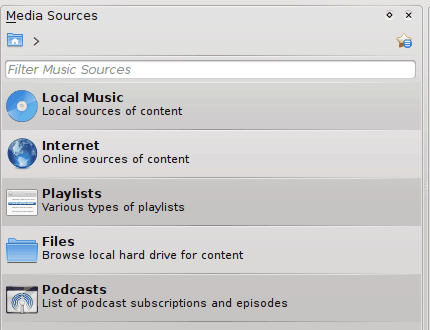 Media Sources
Filter Music Sources
Local Music
Local sources of content
Internet
Online sources of content
Playlists
Various types of playlists
Files
Browse local hard drive for content
Podcasts
List of podcast subscriptions and episodes